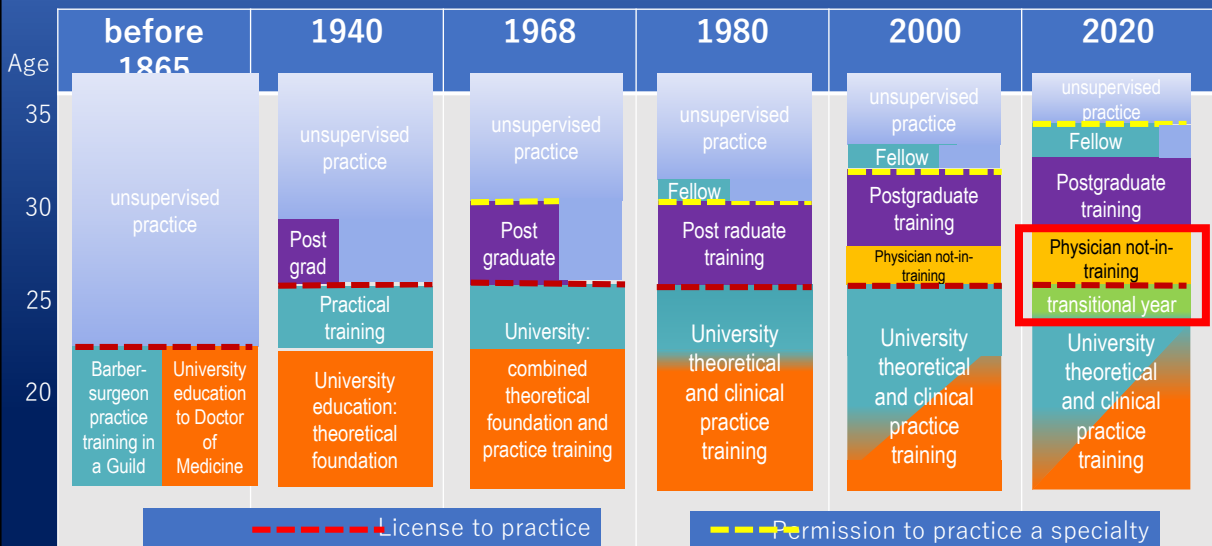 before
1865
1940
1968
1980
2000
2020
Age
35
30
25
20
unsupervised
practice
Barber-
surgeon
practice
training in
a Guild
University
education
to Doctor
of
Medicine
unsupervised
practice
Post
grad
Practical
training
University
education:
theoretical
foundation
unsupervised
practice
Post
graduate
University:
combined
theoretical
foundation and
practice training
unsupervised
practice
Fellow
Post raduate
training
University
theoretical
and clinical
practice
training
unsupervised
practice
Fellow
Postgraduate
training
Physician not-in-
training
University
theoretical
and clinical
practice
training
unsupervised
practice
Fellow
Postgraduate
training
Physician not-in-
training
transitional year
University
theoretical
and clinical
practice
training
License to practice
Permission to practice a specialty